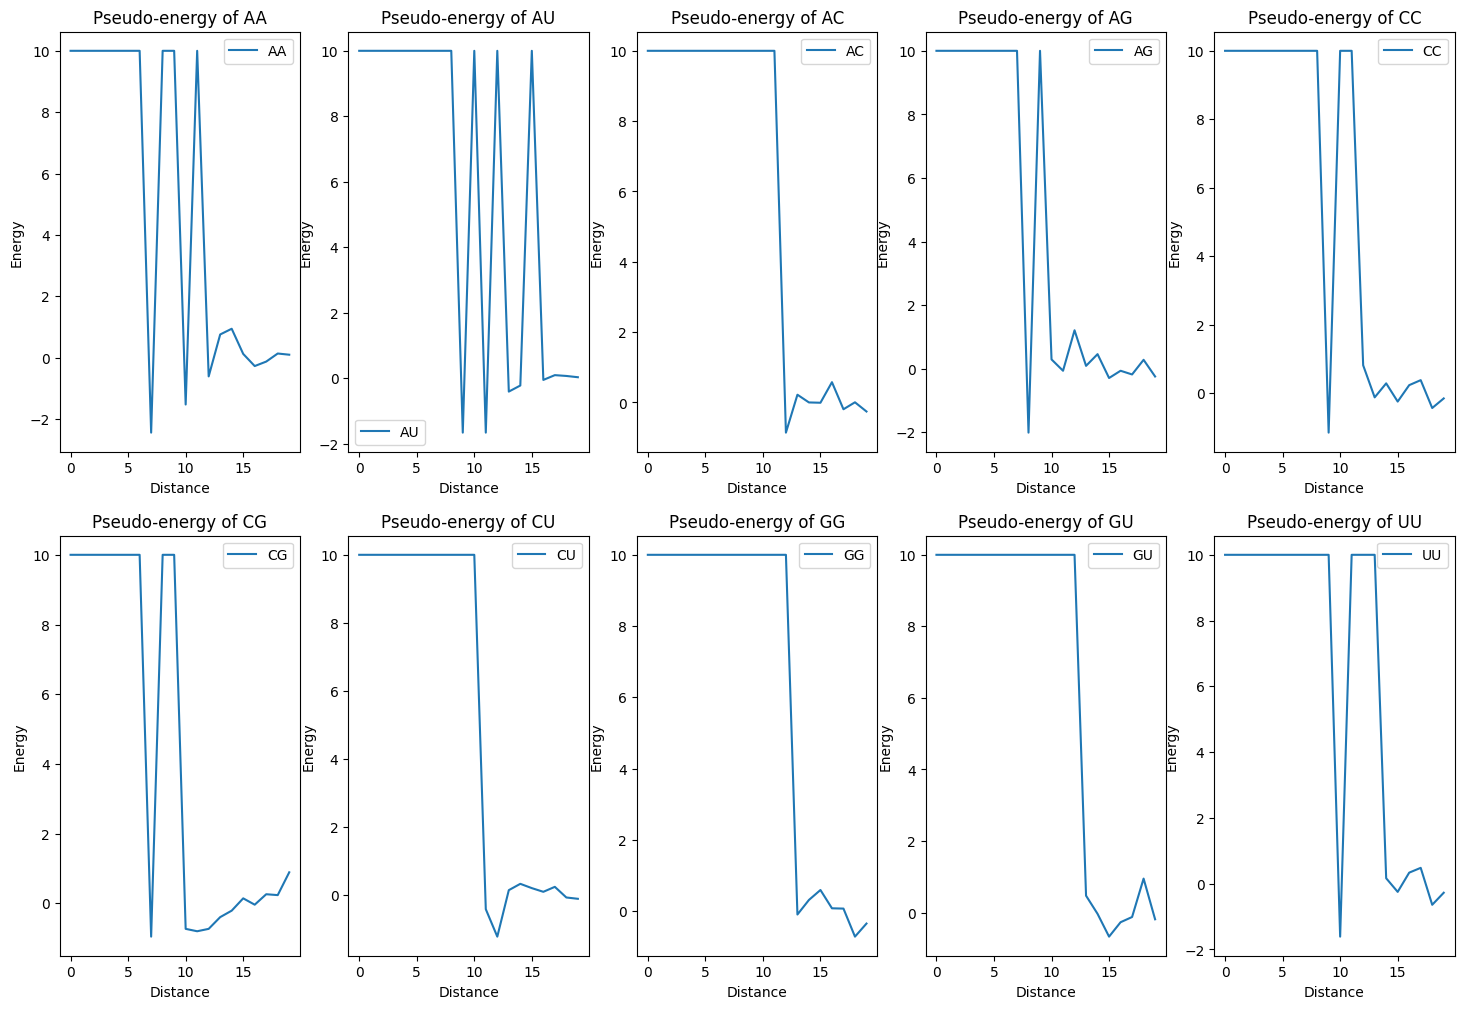 Pseudo-energy of AA
Energy
10
8
6
4
2
0
−2
AA
0 5 10 15
Distance
Pseudo-energy of AU
Energy
10
8
6
4
2
0
−2
AU
0 5 10 15
Distance
Pseudo-energy of AC
Energy
10
8
6
4
2
0
AC
0 5 10 15
Distance
Pseudo-energy of AG
Energy
10
8
6
4
2
0
−2
AG
0 5 10 15
Distance
Pseudo-energy of CC
Energy
10
8
6
4
2
0
CC
0 5 10 15
Distance
Pseudo-energy of CG
Energy
10
8
6
4
2
0
CG
0 5 10 15
Distance
Pseudo-energy of CU
Energy
10
8
6
4
2
0
CU
0 5 10 15
Distance
Pseudo-energy of GG
Energy
10
8
6
4
2
0
GG
0 5 10 15
Distance
Pseudo-energy of GU
Energy
10
8
6
4
2
0
GU
0 5 10 15
Distance
Pseudo-energy of UU
Energy
10
8
6
4
2
0
−2
UU
0 5 10 15
Distance